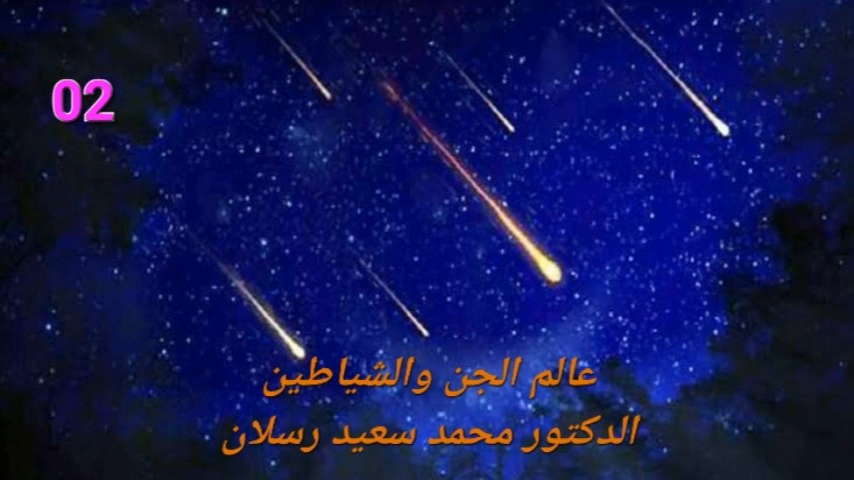 02
عالم الجن والشياطين
الدكتور محمد سعيد رسلان